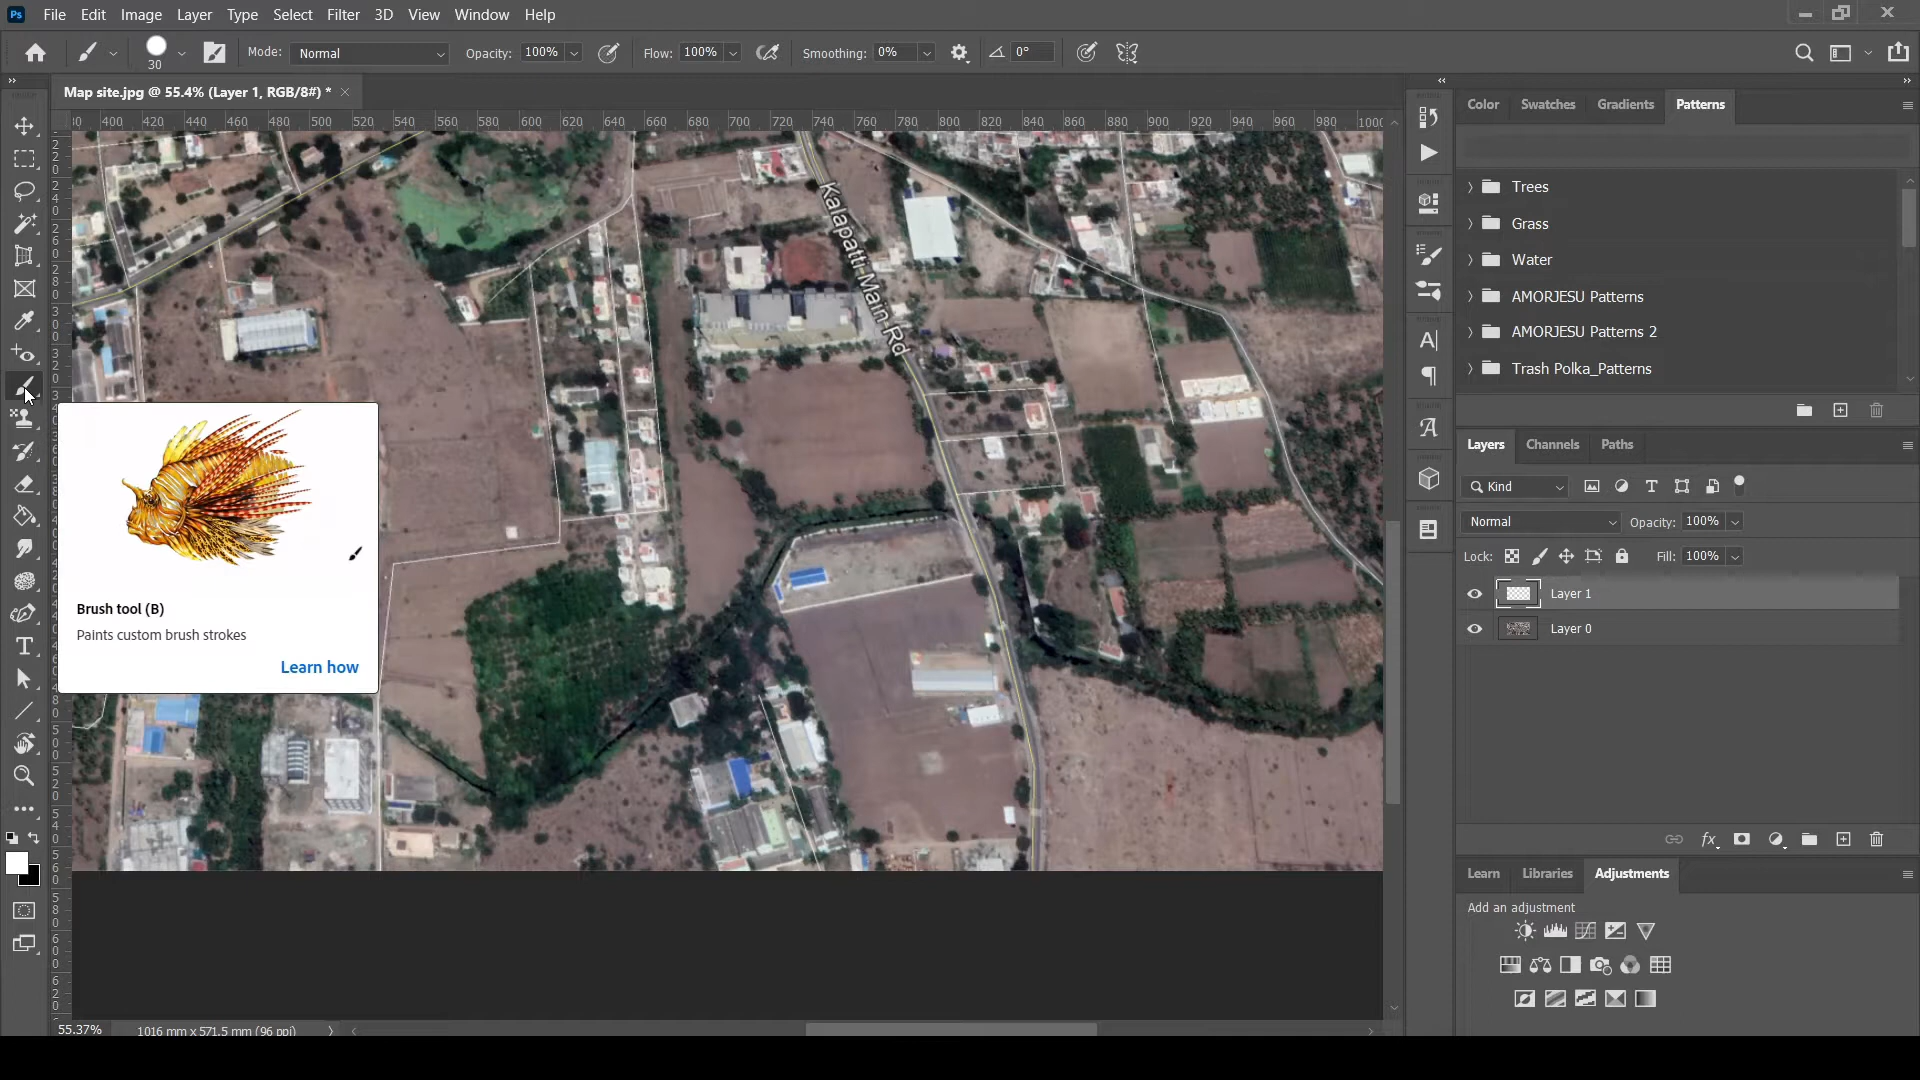 Ps File Edit Image Layer Type Select Filter 3D View Window Help
30 Mode: Normal Opacity: 100% Flow: 100% Smoothing: 0% 0°
Map site.jpg @ 55.4% (Layer 1, RGB/8#) *
400 420 440 460 480 500 520 540 560 580 600 620 640 660 680 700 720 740 760 780 800 820 840 860 880 900 920 940 960 980 1000
Kalapatti Main Rd
Brush tool (B)
Paints custom brush strokes
Learn how
T
55.37% 1016 mm x 571.5 mm (96 ppi)
Color Swatches Gradients Patterns
Trees
Grass
Water
AMORJESU Patterns
AMORJESU Patterns 2
Trash Polka_Patterns
Layers Channels Paths
Kind
Normal Opacity: 100%
Lock: Fill: 100%
Layer 1
Layer 0
fx
Learn Libraries Adjustments
Add an adjustment